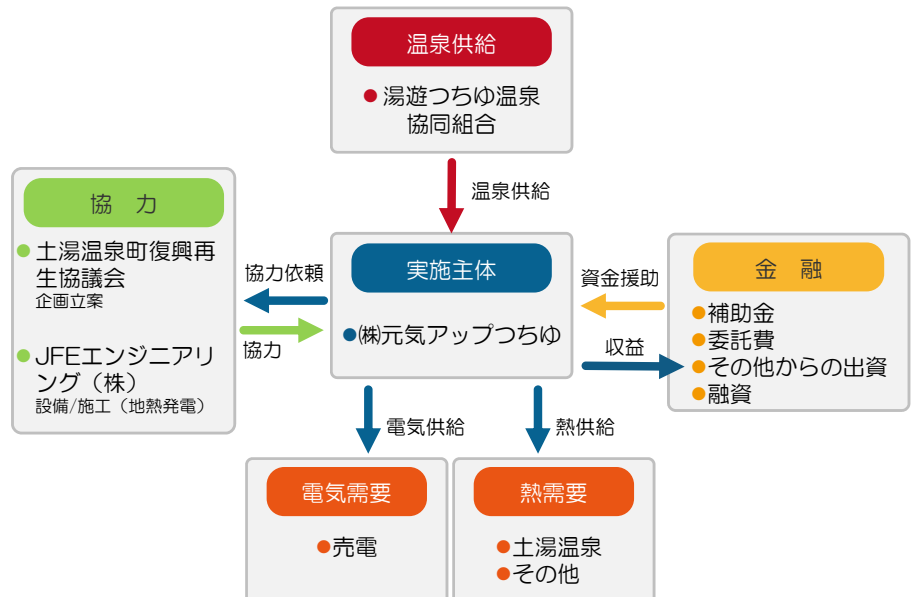 温泉供給
● 湯遊つちゆ温泉
協同組合
温泉供給
協　力
● 土湯温泉町復興再
生協議会
企画立案
● JFEエンジニアリ
ング（株）
設備/施工（地熱発電）
協力依頼
協力
実施主体
●㈱元気アップつちゆ
資金援助
収益
金　融
●補助金
●委託費
●その他からの出資
●融資
電気供給
熱供給
電気需要
●売電
熱需要
●土湯温泉
●その他